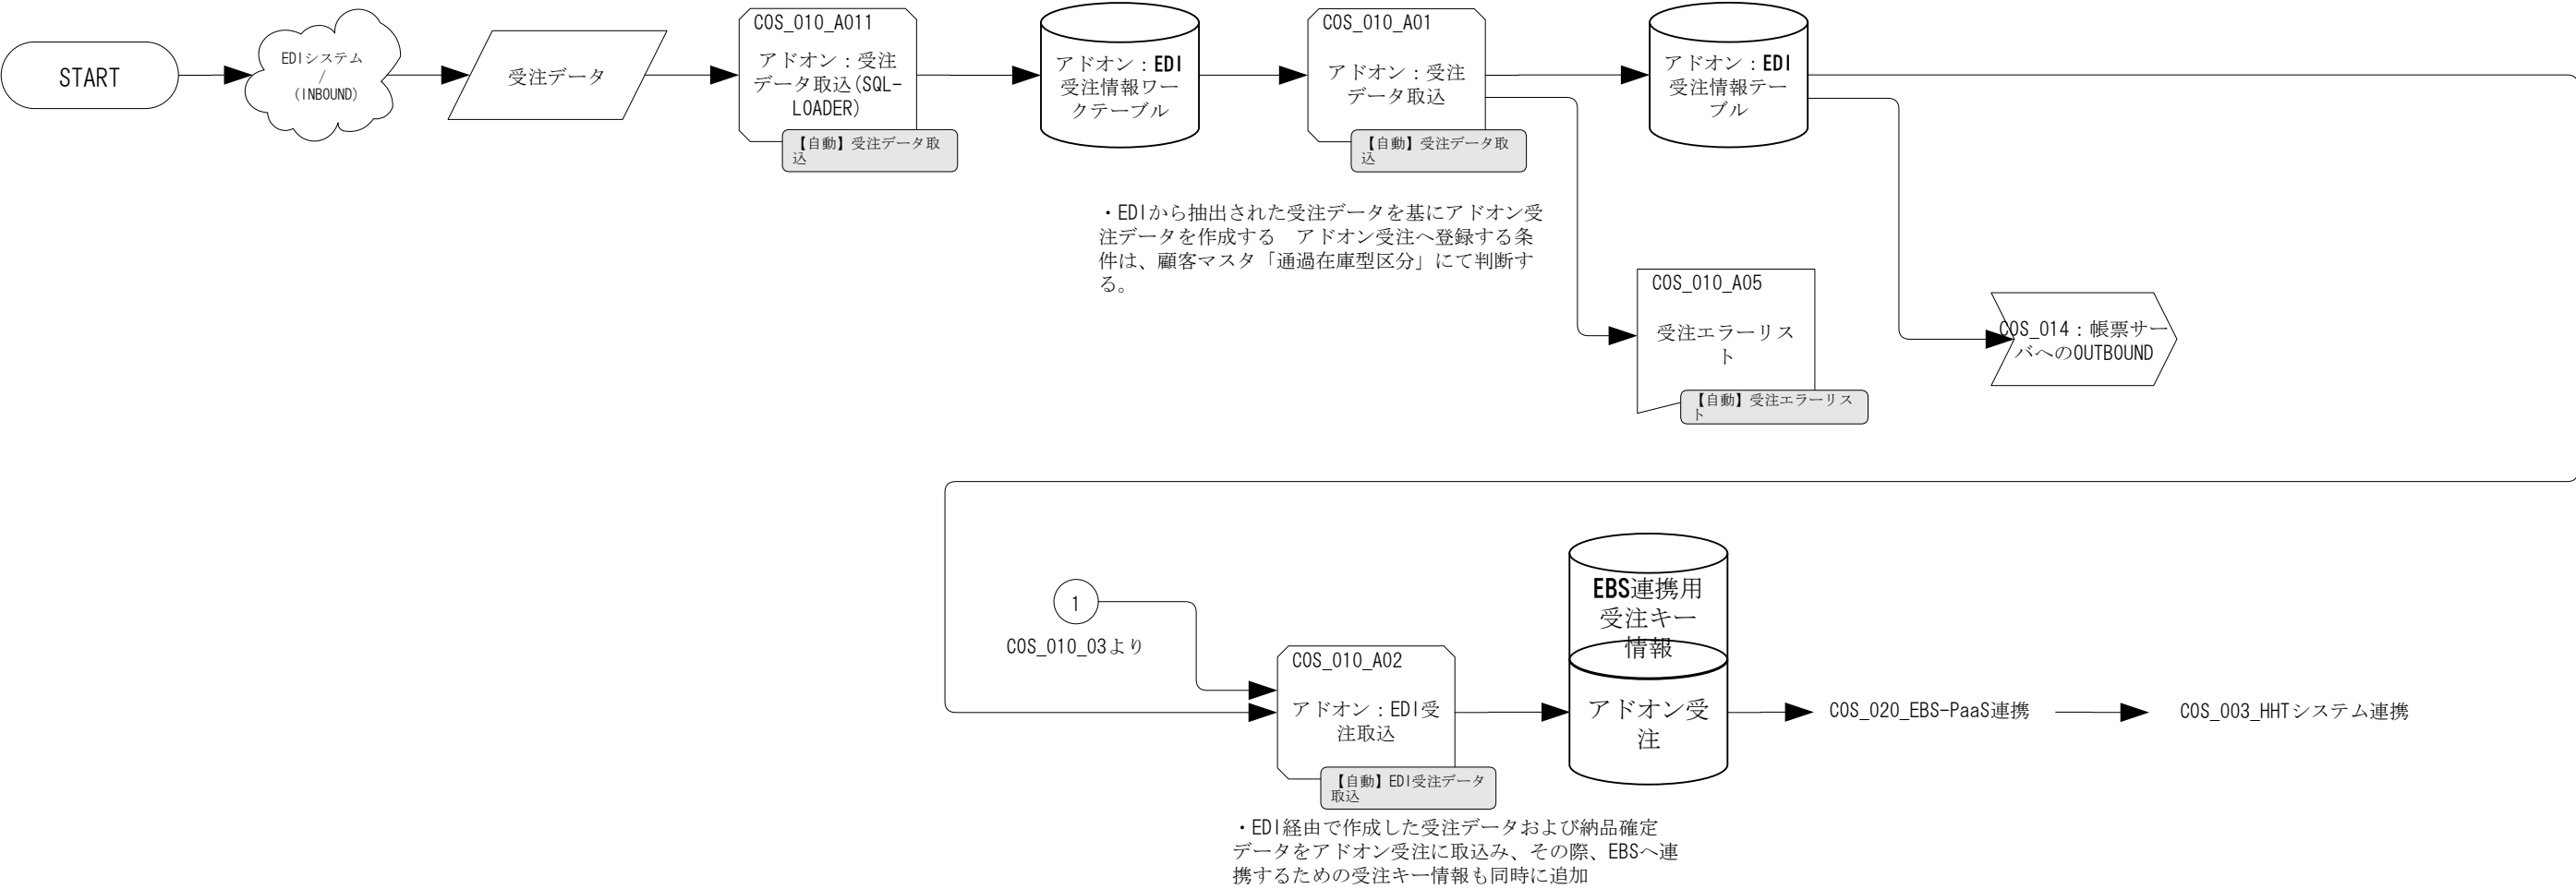 START
EDIシステム
/
(INBOUND)
受注データ
COS_010_A011
アドオン：受注
データ取込(SQL-
LOADER)
【自動】受注データ取
込
アドオン：EDI
受注情報ワー
クテーブル
COS_010_A01
アドオン：受注
データ取込
【自動】受注データ取
込
アドオン：EDI
受注情報テー
ブル
・EDIから抽出された受注データを基にアドオン受
注データを作成する　アドオン受注へ登録する条
件は、顧客マスタ「通過在庫型区分」にて判断す
る。
COS_010_A05
受注エラーリス
ト
【自動】受注エラーリス
ト
COS_014：帳票サー
バへのOUTBOUND
1
COS_010_03より
COS_010_A02
アドオン：EDI受
注取込
【自動】EDI受注データ
取込
EBS連携用
受注キー
情報
アドオン受
注
COS_020_EBS-PaaS連携
COS_003_HHTシステム連携
・EDI経由で作成した受注データおよび納品確定
データをアドオン受注に取込み、その際、EBSへ連
携するための受注キー情報も同時に追加